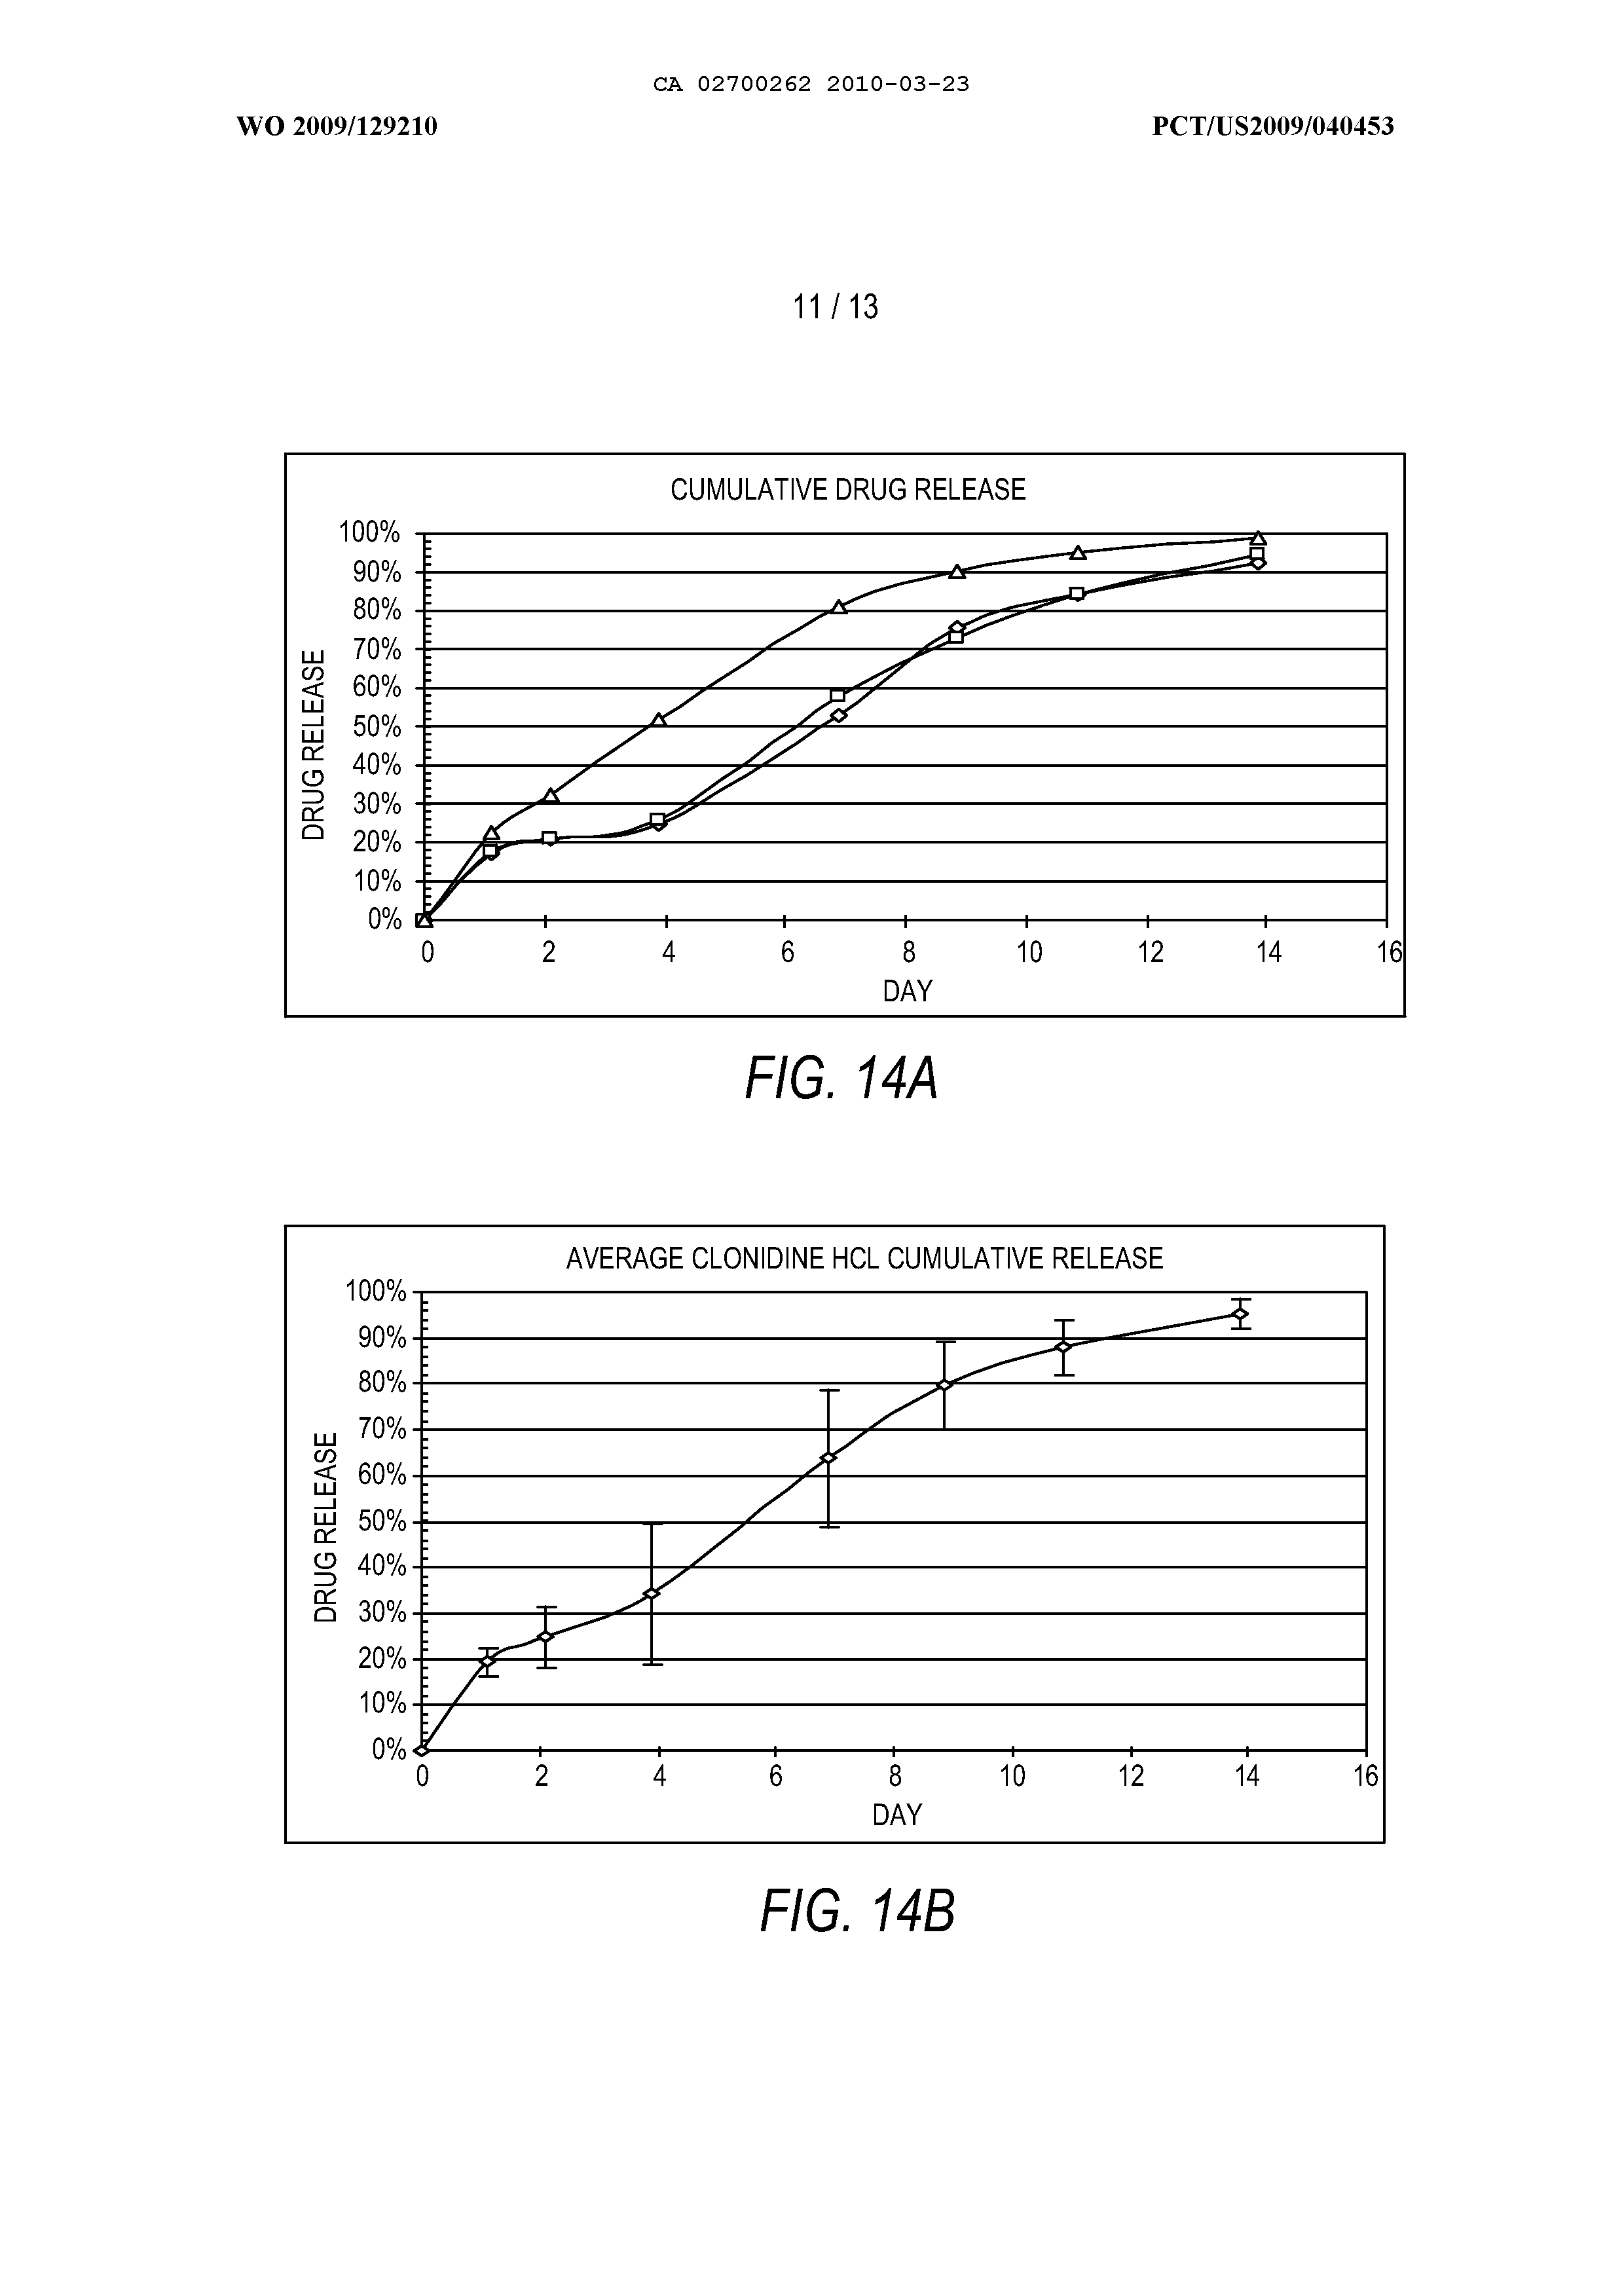 CA 02700262 2010-03-23
WO 2009/129210 PCT/US2009/040453
11 / 13
CUMULATIVE DRUG RELEASE
100%
90%
80%
70%
60%
50%
40%
30%
20%
10%
0%
DRUG RELEASE
0 2 4 6 8 10 12 14 16
DAY
FIG. 14A
AVERAGE CLONIDINE HCL CUMULATIVE RELEASE
100%
90%
80%
70%
60%
50%
40%
30%
20%
10%
0%
DRUG RELEASE
0 2 4 6 8 10 12 14 16
DAY
FIG. 14B